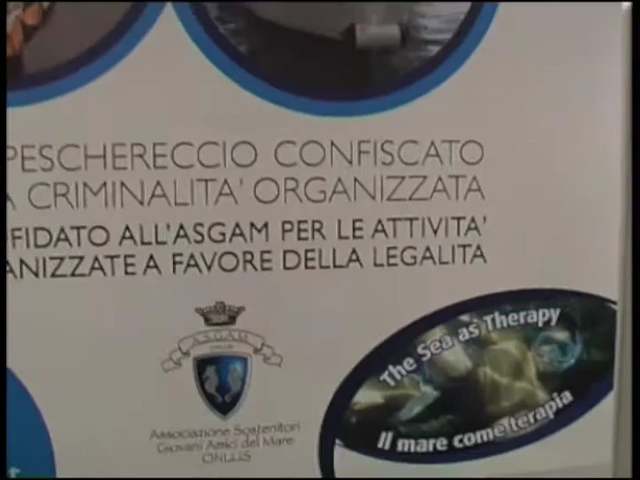 PESCHERECCIO CONFISCATO
A CRIMINALITA' ORGANIZZATA
FIDATO ALL'ASGAM PER LE ATTIVITA'
ANIZZATE A FAVORE DELLA LEGALITA
ASGAM
Associazione Sostenitori
Giovani Amici del Mare
ONLUS
The Sea as Therapy
Il mare come terapia